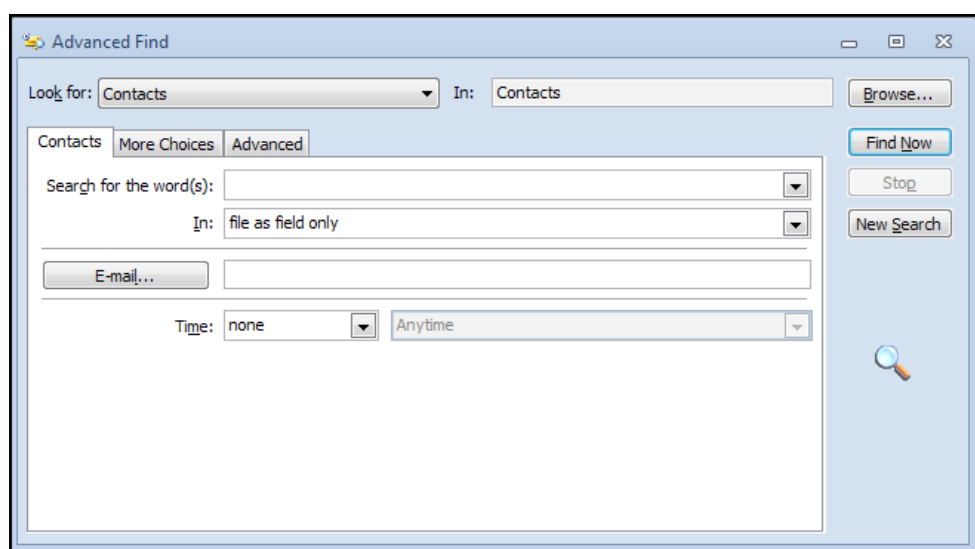 Advanced Find
Look for: Contacts In: Contacts Browse...
Contacts More Choices Advanced Find Now
Search for the word(s): Stop
In: file as field only New Search
E-mail...
Time: none Anytime